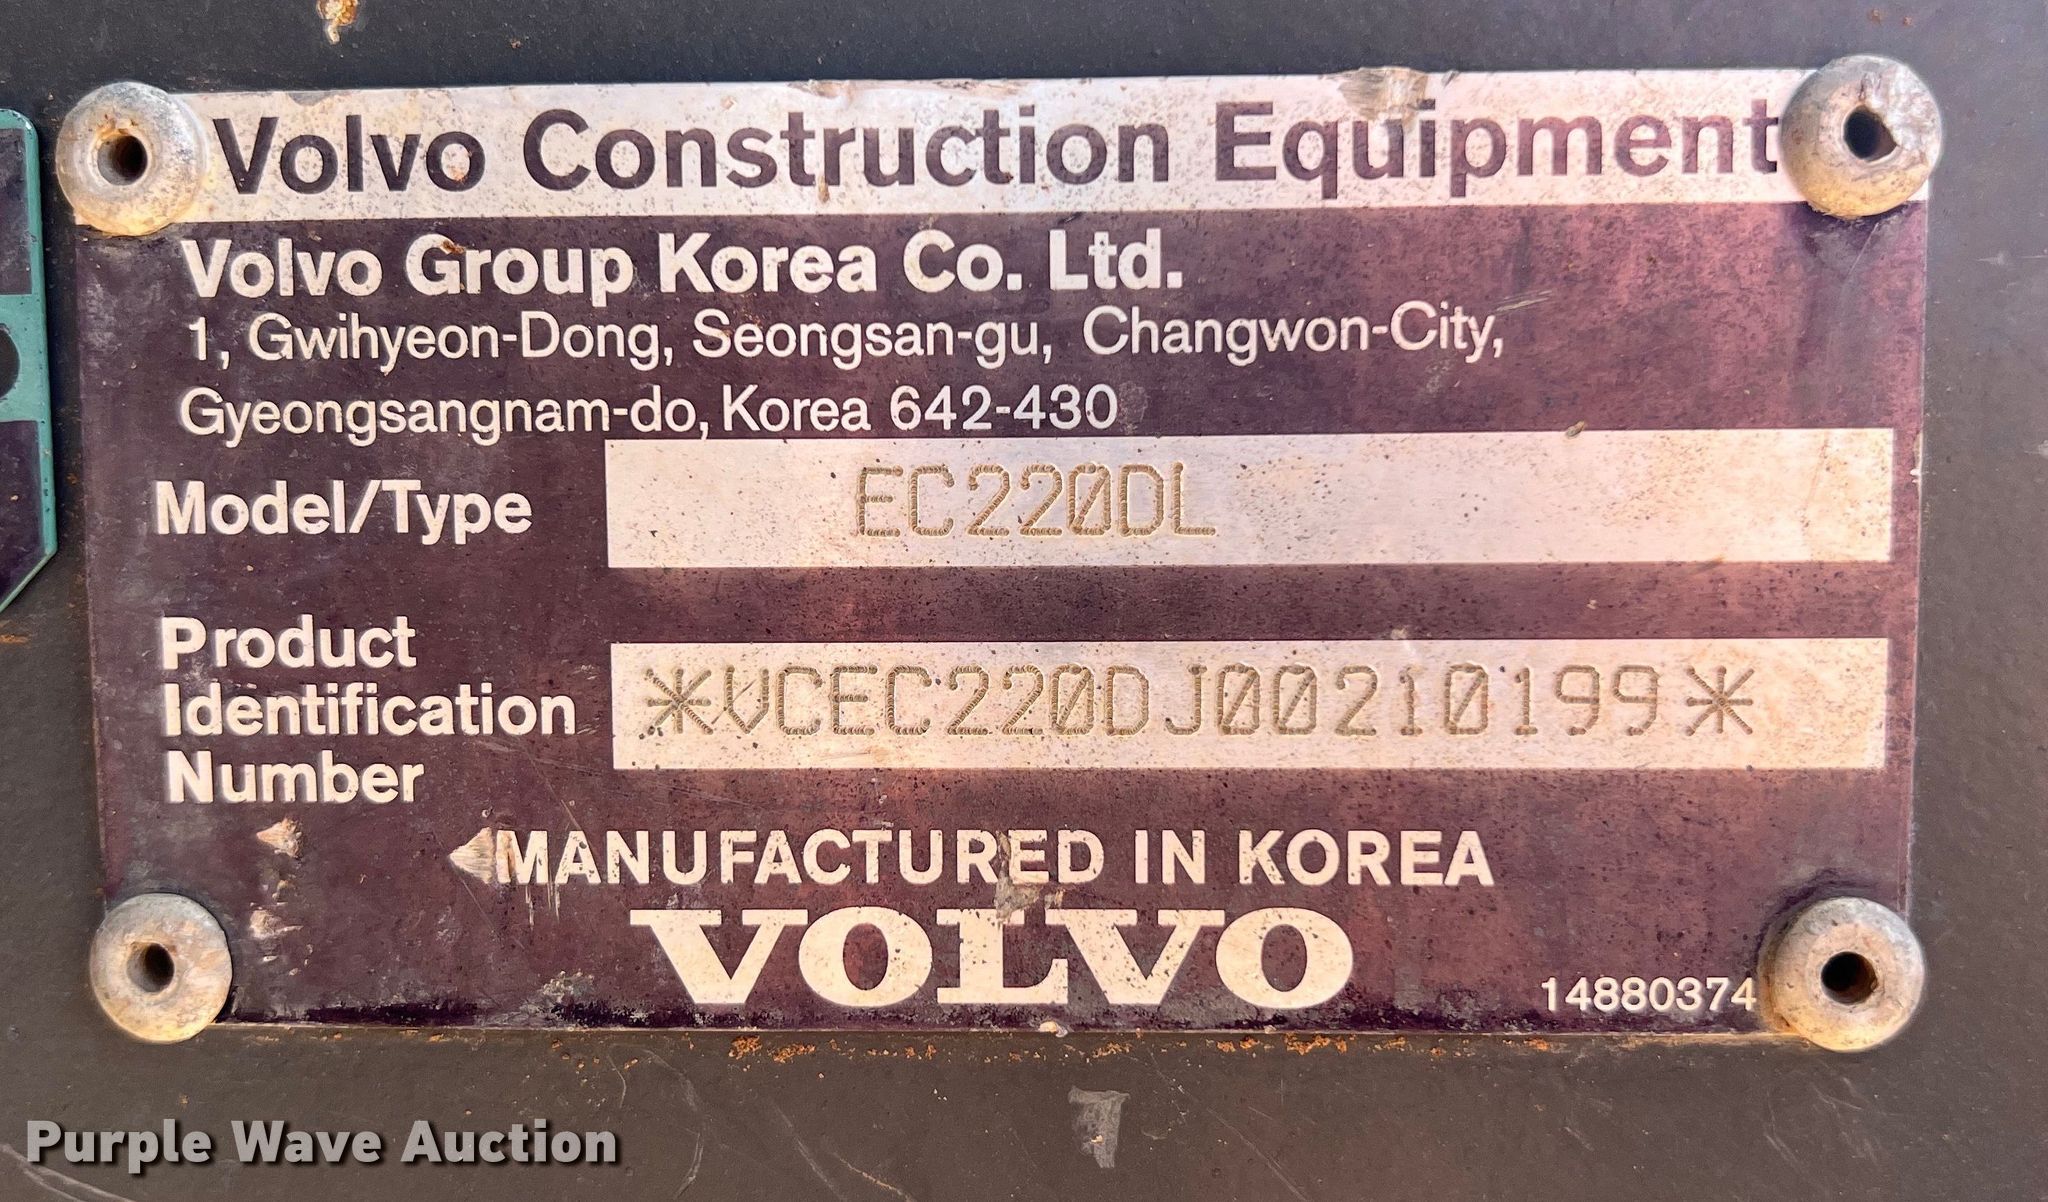 Volvo Construction Equipment
Volvo Group Korea Co. Ltd.
1, Gwihyeon-Dong, Seongsan-gu, Changwon-City,
Gyeongsangnam-do, Korea 642-430
Model/Type EC220DL
Product
Identification
Number
*VCEC220DJ00210199*
MANUFACTURED IN KOREA
VOLVO
14880374
Purple Wave Auction